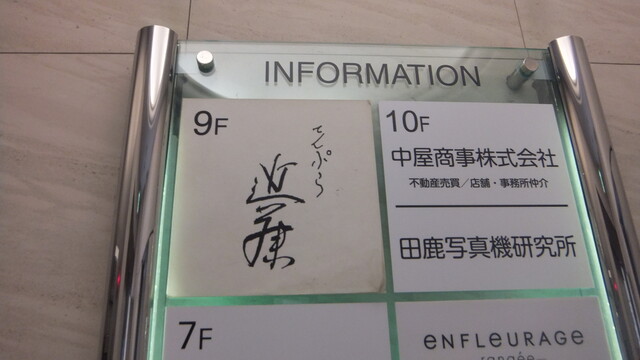 INFORMATION
9F
てんぷら
近藤
10F
中屋商事株式会社
不動産売買／店舗・事務所仲介
田鹿写真機研究所
7F
ENFLEURAGE